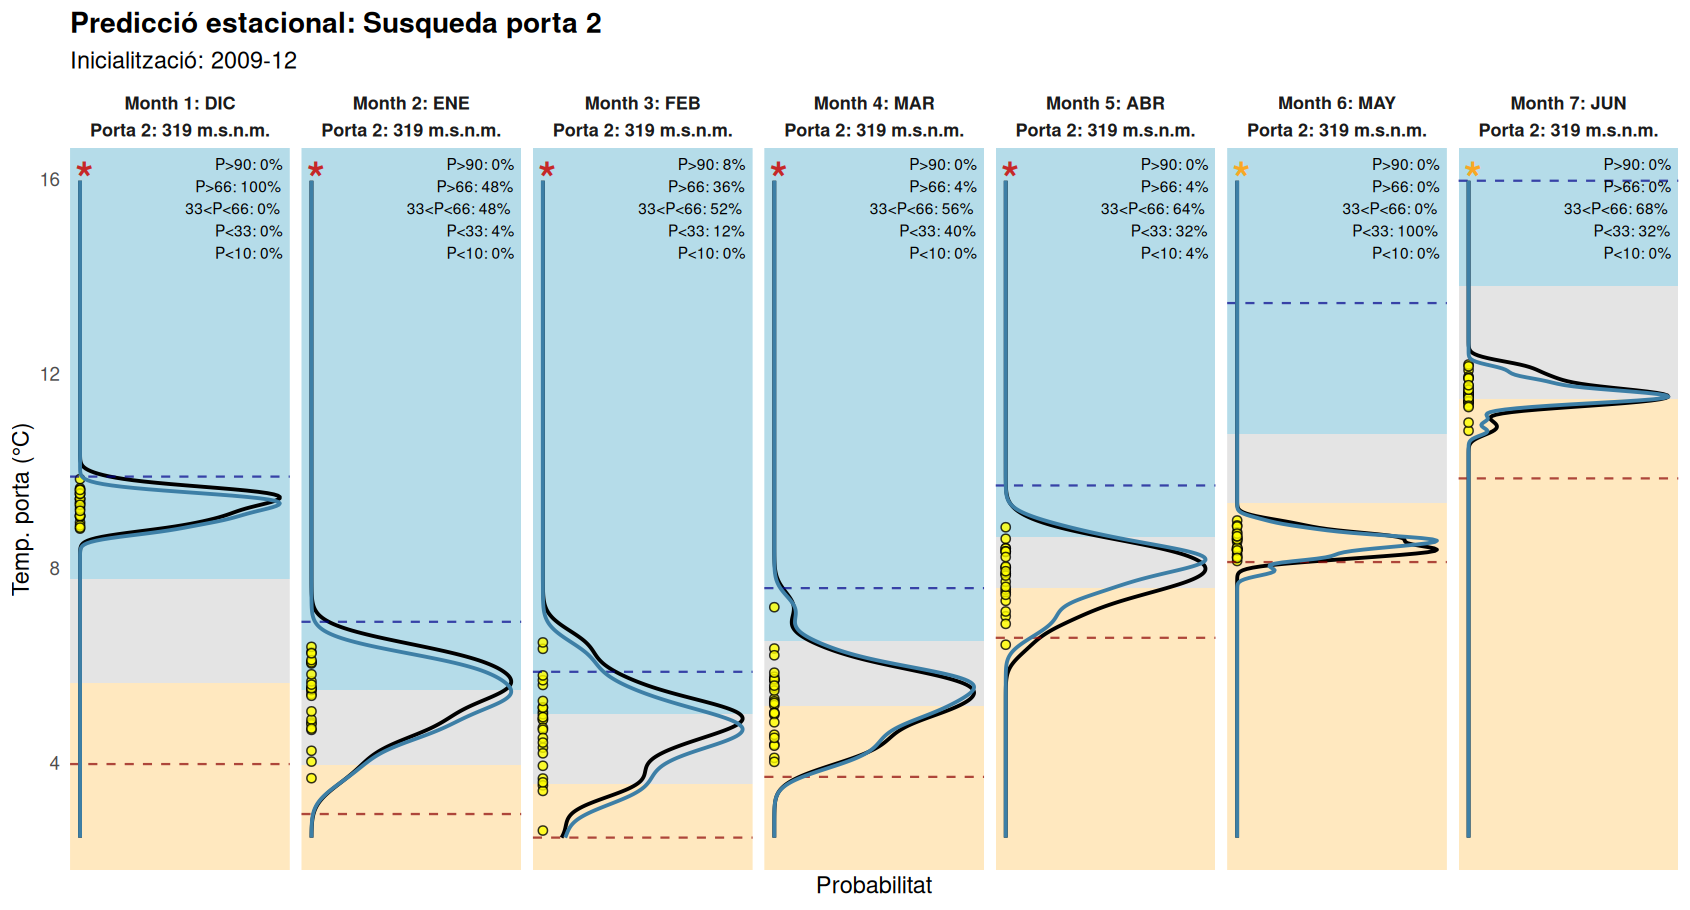 Predicció estacional: Susqueda porta 2
Inicialització: 2009-12
Month 1: DIC
Porta 2: 319 m.s.n.m.
Month 2: ENE
Porta 2: 319 m.s.n.m.
Month 3: FEB
Porta 2: 319 m.s.n.m.
Month 4: MAR
Porta 2: 319 m.s.n.m.
Month 5: ABR
Porta 2: 319 m.s.n.m.
Month 6: MAY
Porta 2: 319 m.s.n.m.
Month 7: JUN
Porta 2: 319 m.s.n.m.
*
P>90: 0%
P>66: 100%
33<P<66: 0%
P<33: 0%
P<10: 0%
*
P>90: 0%
P>66: 48%
33<P<66: 48%
P<33: 4%
P<10: 0%
*
P>90: 8%
P>66: 36%
33<P<66: 52%
P<33: 12%
P<10: 0%
*
P>90: 0%
P>66: 4%
33<P<66: 56%
P<33: 40%
P<10: 0%
*
P>90: 0%
P>66: 4%
33<P<66: 64%
P<33: 32%
P<10: 4%
*
P>90: 0%
P>66: 0%
33<P<66: 0%
P<33: 100%
P<10: 0%
*
P>90: 0%
P>66: 0%
33<P<66: 68%
P<33: 32%
P<10: 0%
16
12
8
4
Temp. porta (°C)
Probabilitat